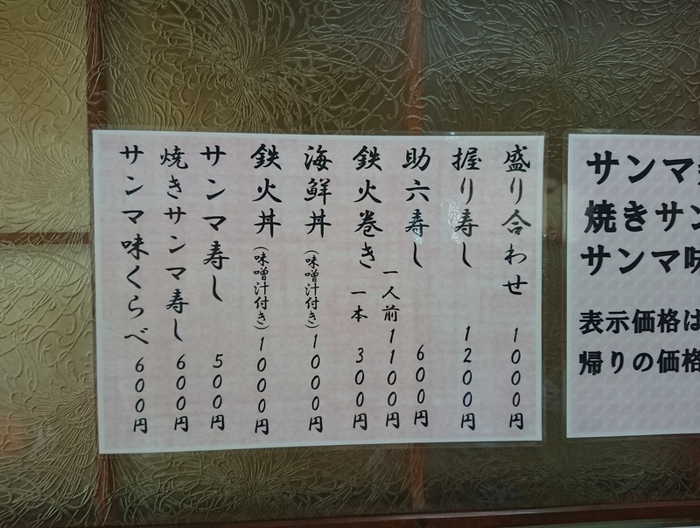 盛り合わせ 1000円
握り寿し 1200円
助六寿し 600円
鉄火巻き 一人前 1100円
一本 300円
海鮮丼（味噌汁付き）1000円
鉄火丼（味噌汁付き）1000円
サンマ寿し 500円
焼きサンマ寿し 600円
サンマ味くらべ 600円
サンマ
焼きサン
サンマ味
表示価格は
帰りの価格